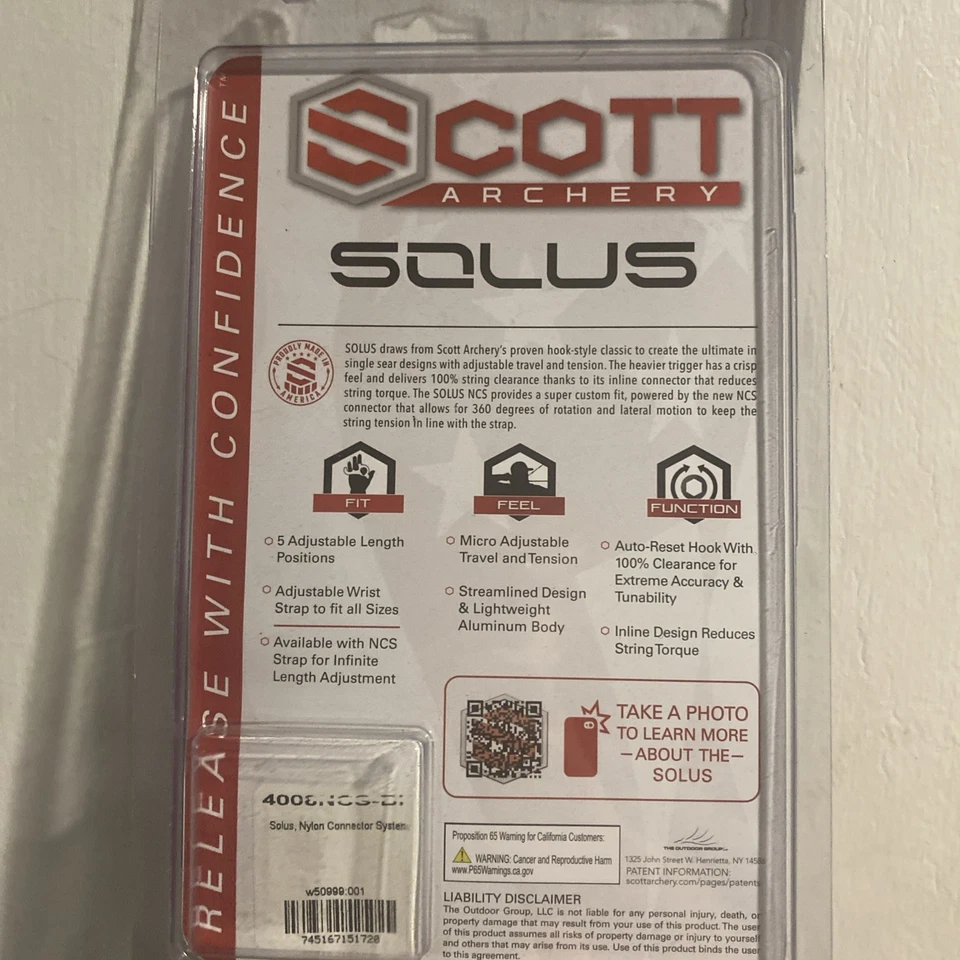 RELEASE WITH CONFIDENCE™
SCOTT
ARCHERY
SOLUS
PROUDLY MADE IN
AMERICA
SOLUS draws from Scott Archery's proven hook-style classic to create the ultimate in
single sear designs with adjustable travel and tension. The heavier trigger has a crisp
feel and delivers 100% string clearance thanks to its inline connector that reduces
string torque. The SOLUS NCS provides a super custom fit, powered by the new NCS
connector that allows for 360 degrees of rotation and lateral motion to keep the
string tension in line with the strap.
FIT
5 Adjustable Length
Positions
Adjustable Wrist
Strap to fit all Sizes
Available with NCS
Strap for Infinite
Length Adjustment
FEEL
Micro Adjustable
Travel and Tension
Streamlined Design
& Lightweight
Aluminum Body
FUNCTION
Auto-Reset Hook With
100% Clearance for
Extreme Accuracy &
Tunability
Inline Design Reduces
String Torque
TAKE A PHOTO
TO LEARN MORE
—ABOUT THE—
SOLUS
Solus, Nylon Connector System
w50999:001
745167151720
Proposition 65 Warning for California Customers:
WARNING: Cancer and Reproductive Harm
www.P65Warnings.ca.gov
THE OUTDOOR GROUP
1325 John Street W. Henrietta, NY
PATENT INFORMATION:
scottarchery.com/pages/patents
LIABILITY DISCLAIMER
The Outdoor Group, LLC is not liable for any personal injury, death, or
property damage that may result from your use of this product. The user
of this product assumes all risks of property damage or injury to yourself
and others that may arise from its use. Use of this product binds the user
to this agreement.